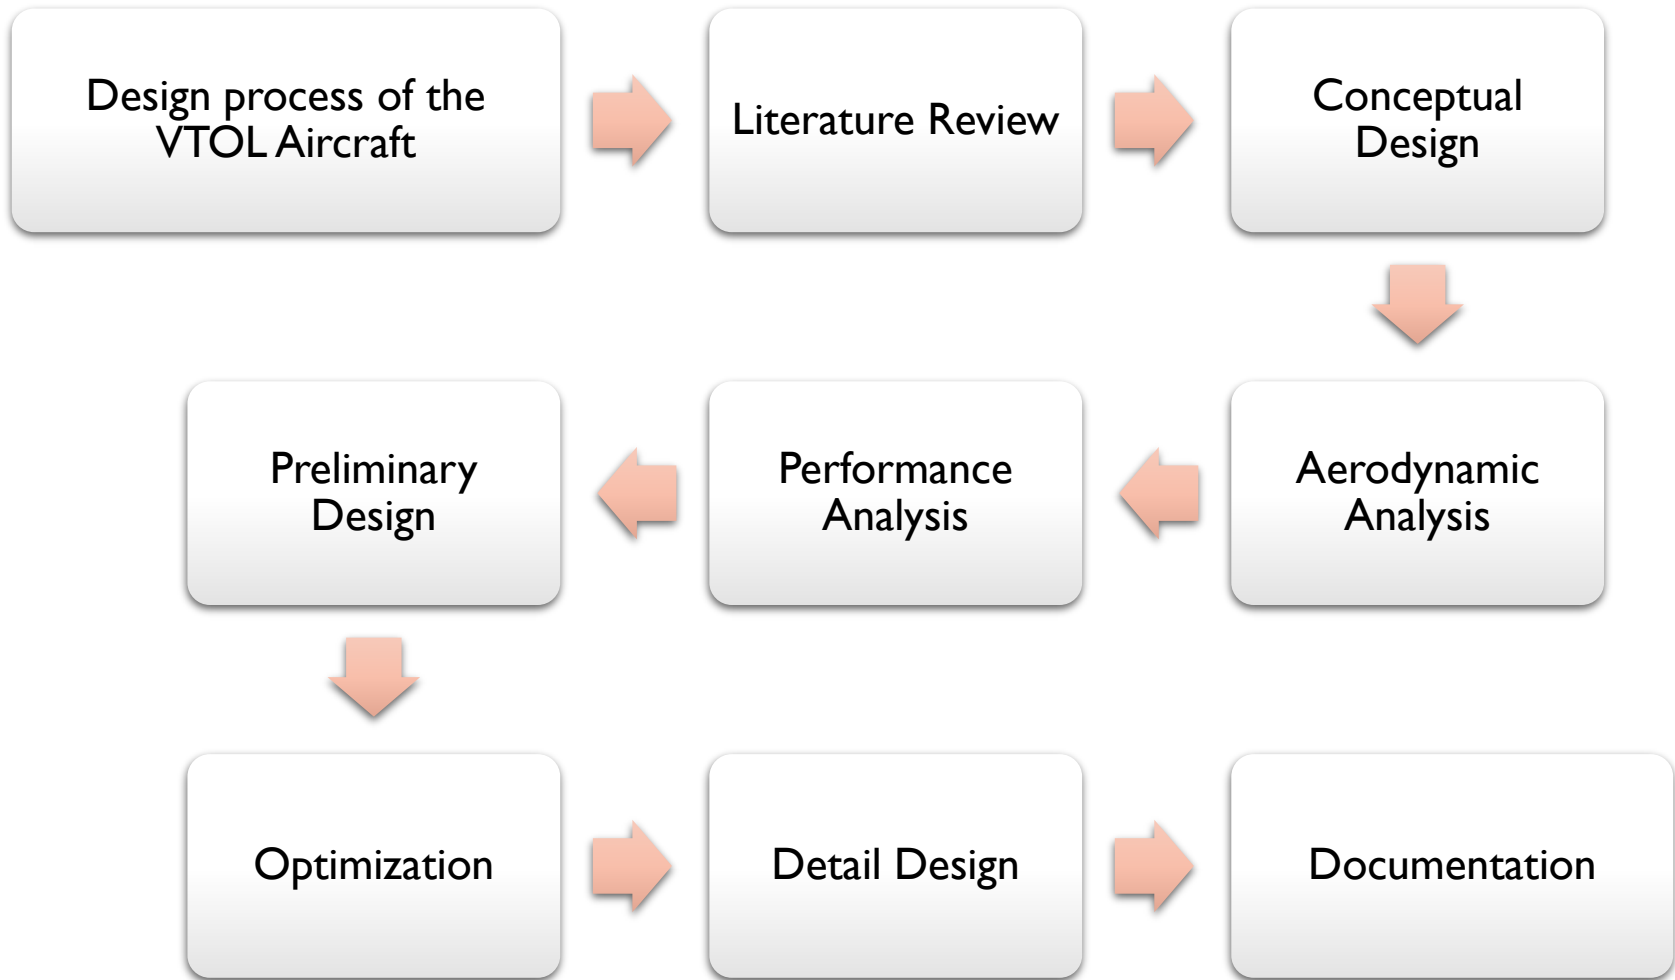 Design process of the
VTOL Aircraft
Literature Review
Conceptual
Design
Aerodynamic
Analysis
Performance
Analysis
Preliminary
Design
Optimization
Detail Design
Documentation